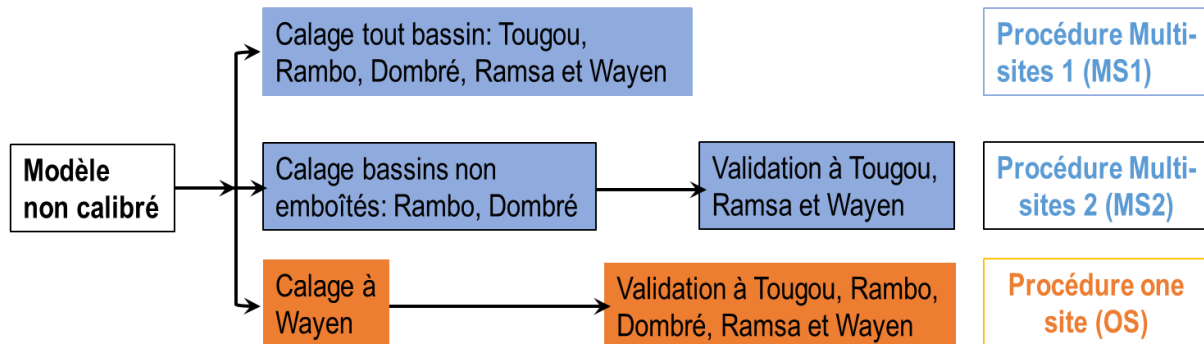 Calage tout bassin: Tougou,
Rambo, Dombré, Ramsa et Wayen
Procédure Multi-
sites 1 (MS1)
Modèle
non calibré
Calage bassins non
emboîtés: Rambo, Dombré
Validation à Tougou,
Ramsa et Wayen
Procédure Multi-
sites 2 (MS2)
Calage à
Wayen
Validation à Tougou, Rambo,
Dombré, Ramsa et Wayen
Procédure one
site (OS)